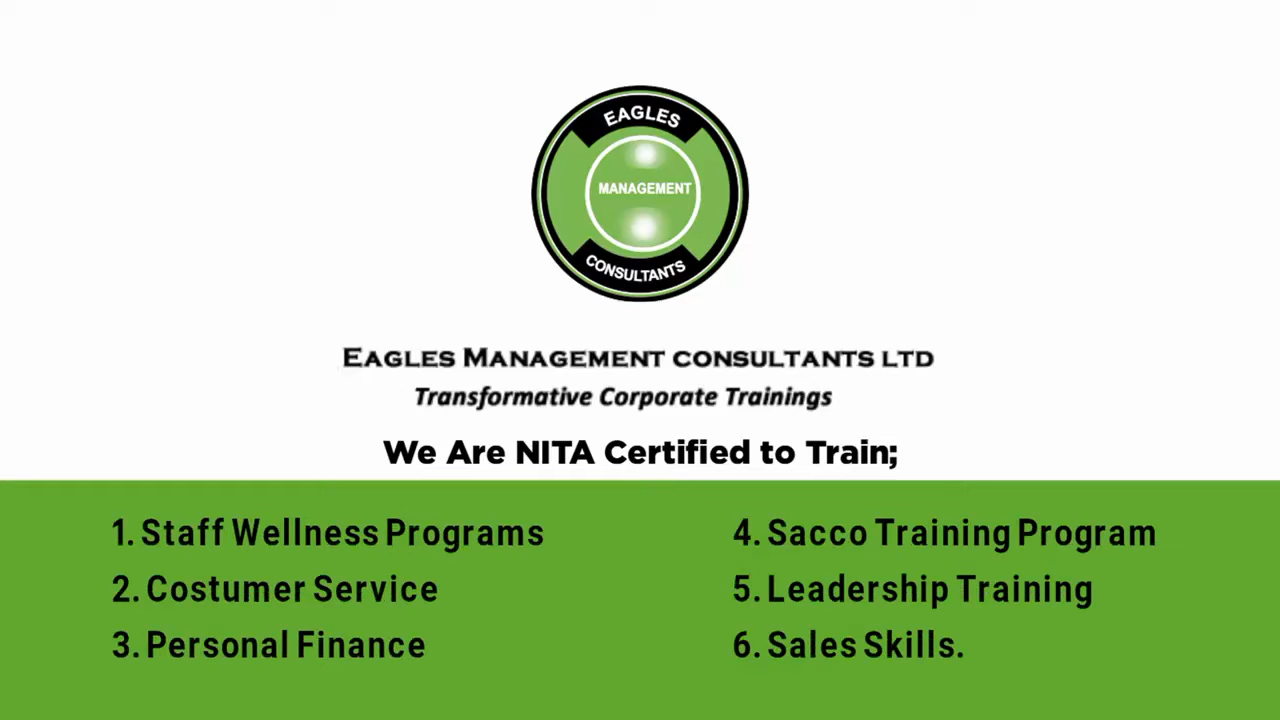 EAGLES
MANAGEMENT
CONSULTANTS
EAGLES MANAGEMENT CONSULTANTS LTD
Transformative Corporate Trainings
We Are NITA Certified to Train;
1. Staff Wellness Programs
2. Costumer Service
3. Personal Finance
4. Sacco Training Program
5. Leadership Training
6. Sales Skills.